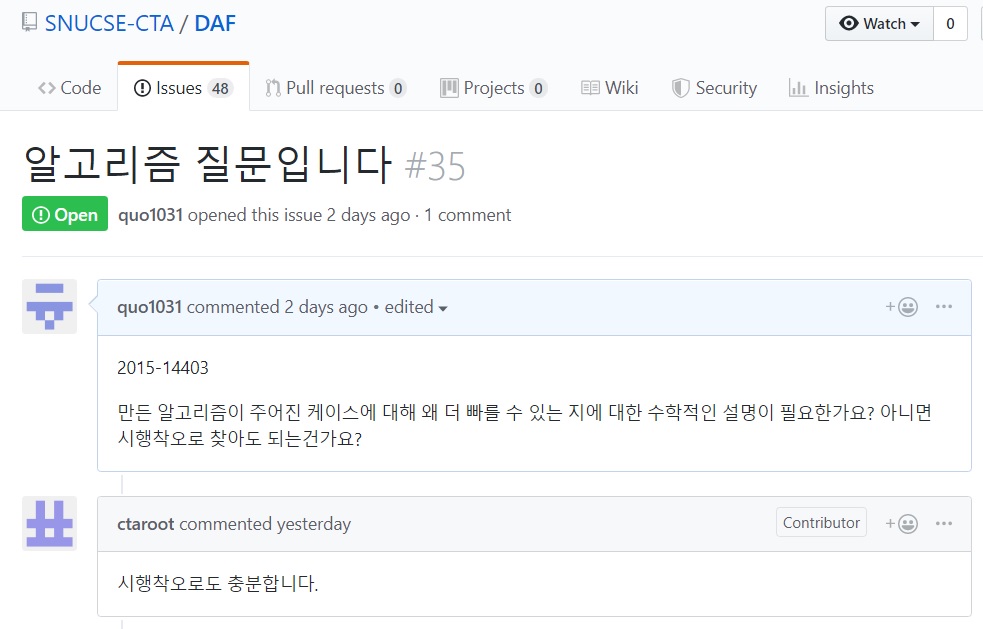 SNUCSE-CTA / DAF
Watch 0
Code Issues 48 Pull requests 0 Projects 0 Wiki Security Insights
알고리즘 질문입니다 #35
Open quo1031 opened this issue 2 days ago · 1 comment
quo1031 commented 2 days ago • edited
2015-14403
만든 알고리즘이 주어진 케이스에 대해 왜 더 빠를 수 있는 지에 대한 수학적인 설명이 필요한가요? 아니면
시행착오로 찾아도 되는건가요?
ctaroot commented yesterday Contributor
시행착오로도 충분합니다.